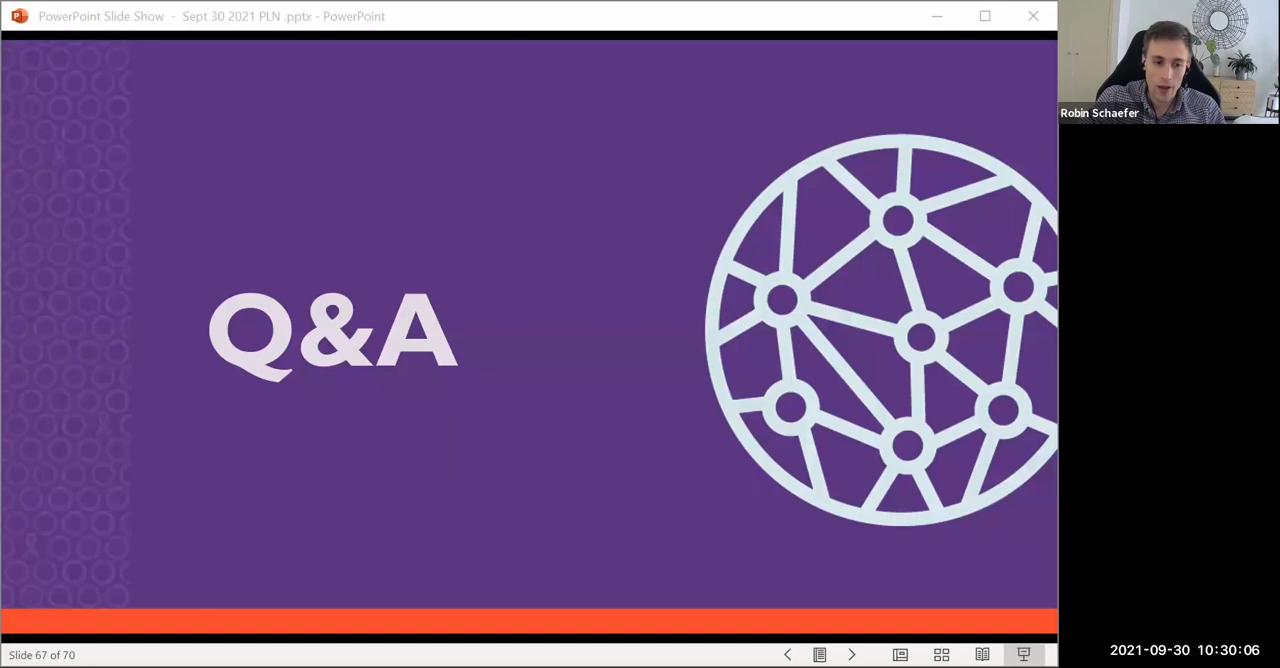 PowerPoint Slide Show - Sept 30 2021 PLN .pptx - PowerPoint
Robin Schaefer
Q&A
Slide 67 of 70
2021-09-30 10:30:06